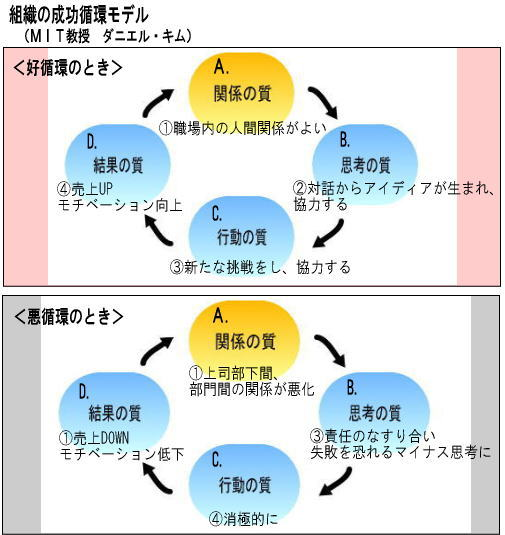 組織の成功循環モデル
（ＭＩＴ教授　ダニエル・キム）
＜好循環のとき＞
A.
関係の質
①職場内の人間関係がよい
B.
思考の質
②対話からアイディアが生まれ、
協力する
C.
行動の質
③新たな挑戦をし、協力する
D.
結果の質
④売上UP
モチベーション向上
＜悪循環のとき＞
A.
関係の質
①上司部下間、
部門間の関係が悪化
B.
思考の質
③責任のなすり合い
失敗を恐れるマイナス思考に
C.
行動の質
④消極的に
D.
結果の質
①売上DOWN
モチベーション低下